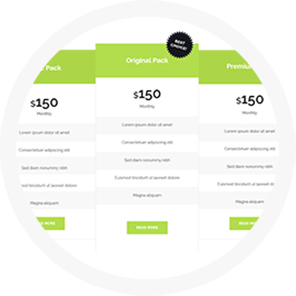 BEST
CHOICE!
Pack
$150
Monthly
Lorem ipsum dolor sit amet
Consectetuer adipiscing elit
Sed diam nonummy nibh
Euismod tincidunt ut laoreet dolore
Magna aliquam
READ MORE
Original Pack
$150
Monthly
Lorem ipsum dolor sit amet
Consectetuer adipiscing elit
Sed diam nonummy nibh
Euismod tincidunt ut laoreet dolore
Magna aliquam
READ MORE
Premium
$150
Monthly
Lorem ipsum dolor sit amet
Consectetuer adipiscing elit
Sed diam nonummy nibh
Euismod tincidunt ut laoreet
Magna aliquam
READ MORE